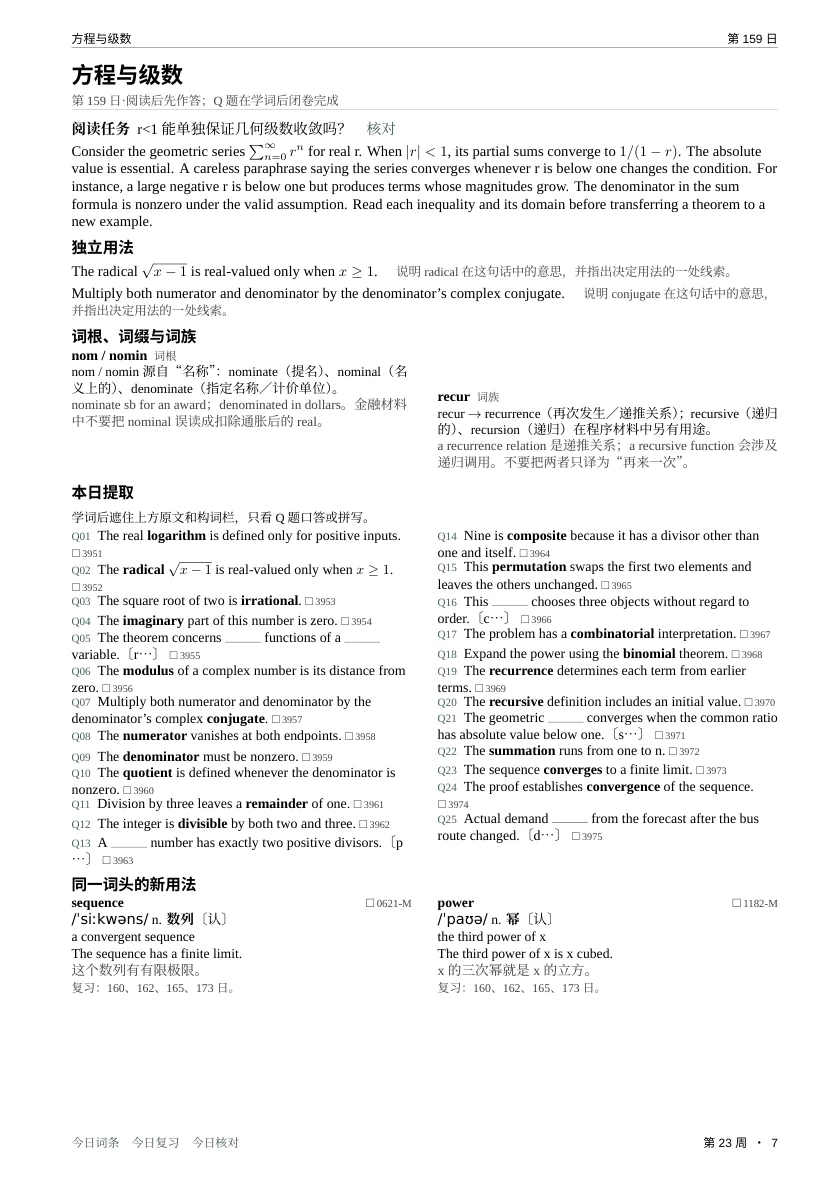 方程与级数
第 159 日
方程与级数
第 159 日·阅读后先作答；Q 题在学词后闭卷完成
阅读任务 r<1 能单独保证几何级数收敛吗？ 核对
Consider the geometric series $\sum_{n=0}^{\infty} r^n$ for real r. When $|r| < 1$, its partial sums converge to $1/(1-r)$. The absolute
value is essential. A careless paraphrase saying the series converges whenever r is below one changes the condition. For
instance, a large negative r is below one but produces terms whose magnitudes grow. The denominator in the sum
formula is nonzero under the valid assumption. Read each inequality and its domain before transferring a theorem to a
new example.
独立用法
The radical $\sqrt{x-1}$ is real-valued only when $x \geq 1$. 说明 radical 在这句话中的意思，并指出决定用法的一处线索。
Multiply both numerator and denominator by the denominator's complex conjugate. 说明 conjugate 在这句话中的意思，
并指出决定用法的一处线索。
词根、词缀与词族
nom / nomin 词根
nom / nomin 源自“名称”：nominate（提名）、nominal（名
义上的）、denominate（指定名称／计价单位）。
nominate sb for an award；denominated in dollars。金融材料
中不要把 nominal 误读成扣除通胀后的 real。
recur 词族
recur → recurrence（再次发生／递推关系）；recursive（递归
的）、recursion（递归）在程序材料中另有用途。
a recurrence relation 是递推关系；a recursive function 会涉及
递归调用。不要把两者只译为“再来一次”。
本日提取
学词后遮住上方原文和构词栏，只看 Q 题口答或拼写。
Q01 The real logarithm is defined only for positive inputs.
□ 3951
Q02 The radical $\sqrt{x-1}$ is real-valued only when $x \geq 1$.
□ 3952
Q03 The square root of two is irrational. □ 3953
Q04 The imaginary part of this number is zero. □ 3954
Q05 The theorem concerns _____ functions of a _____
variable.〔r⋯〕 □ 3955
Q06 The modulus of a complex number is its distance from
zero. □ 3956
Q07 Multiply both numerator and denominator by the
denominator's complex conjugate. □ 3957
Q08 The numerator vanishes at both endpoints. □ 3958
Q09 The denominator must be nonzero. □ 3959
Q10 The quotient is defined whenever the denominator is
nonzero. □ 3960
Q11 Division by three leaves a remainder of one. □ 3961
Q12 The integer is divisible by both two and three. □ 3962
Q13 A _____ number has exactly two positive divisors.〔p
⋯〕 □ 3963
Q14 Nine is composite because it has a divisor other than
one and itself. □ 3964
Q15 This permutation swaps the first two elements and
leaves the others unchanged. □ 3965
Q16 This _____ chooses three objects without regard to
order.〔c⋯〕 □ 3966
Q17 The problem has a combinatorial interpretation. □ 3967
Q18 Expand the power using the binomial theorem. □ 3968
Q19 The recurrence determines each term from earlier
terms. □ 3969
Q20 The recursive definition includes an initial value. □ 3970
Q21 The geometric _____ converges when the common ratio
has absolute value below one.〔s⋯〕 □ 3971
Q22 The summation runs from one to n. □ 3972
Q23 The sequence converges to a finite limit. □ 3973
Q24 The proof establishes convergence of the sequence.
□ 3974
Q25 Actual demand _____ from the forecast after the bus
route changed.〔d⋯〕 □ 3975
同一词头的新用法
sequence □ 0621-M
/ˈsiːkwəns/ n. 数列〔认〕
a convergent sequence
The sequence has a finite limit.
这个数列有有限极限。
复习：160、162、165、173 日。
power □ 1182-M
/ˈpaʊə/ n. 幂〔认〕
the third power of x
The third power of x is x cubed.
x 的三次幂就是 x 的立方。
复习：160、162、165、173 日。
今日词条 今日复习 今日核对
第 23 周 · 7